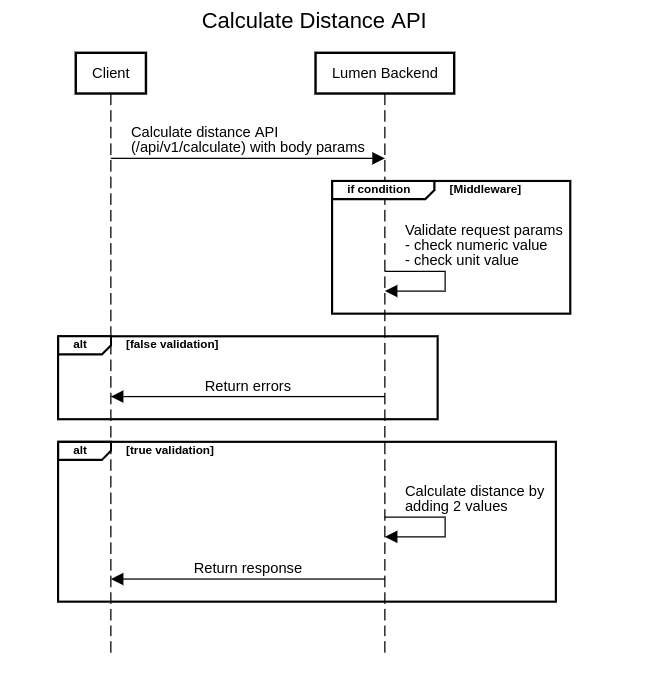 Calculate Distance API
Client
Lumen Backend
Calculate distance API
(/api/v1/calculate) with body params
if condition
[Middleware]
Validate request params
- check numeric value
- check unit value
alt
[false validation]
Return errors
alt
[true validation]
Calculate distance by
adding 2 values
Return response